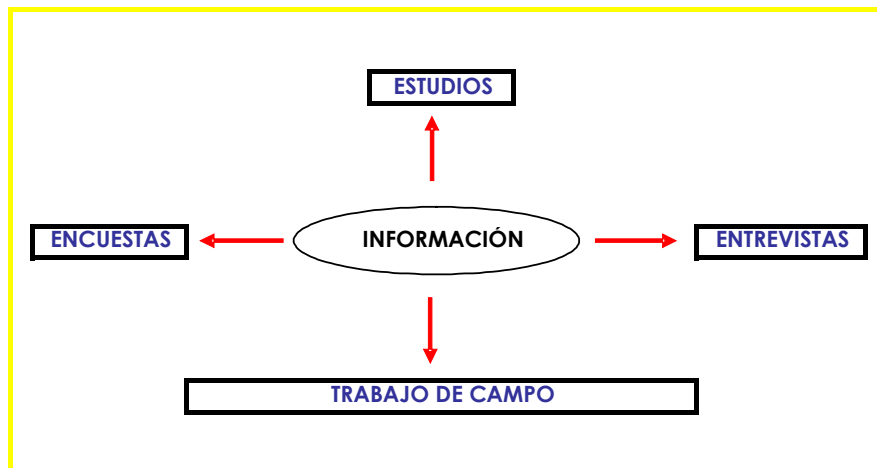 ESTUDIOS
ENCUESTAS
INFORMACIÓN
ENTREVISTAS
TRABAJO DE CAMPO